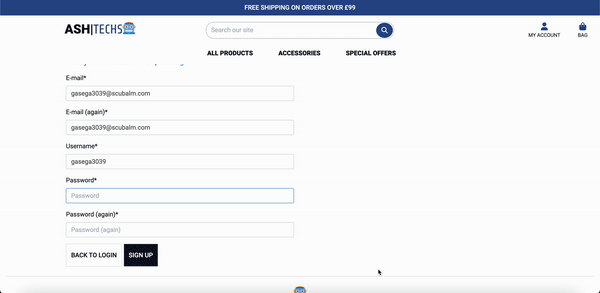 FREE SHIPPING ON ORDERS OVER £99
ASH|TECHS
Search our site
MY ACCOUNT
BAG
ALL PRODUCTS
ACCESSORIES
SPECIAL OFFERS
E-mail*
gasega3039@scubalm.com
E-mail (again)*
gasega3039@scubalm.com
Username*
gasega3039
Password*
Password
Password (again)*
Password (again)
BACK TO LOGIN
SIGN UP